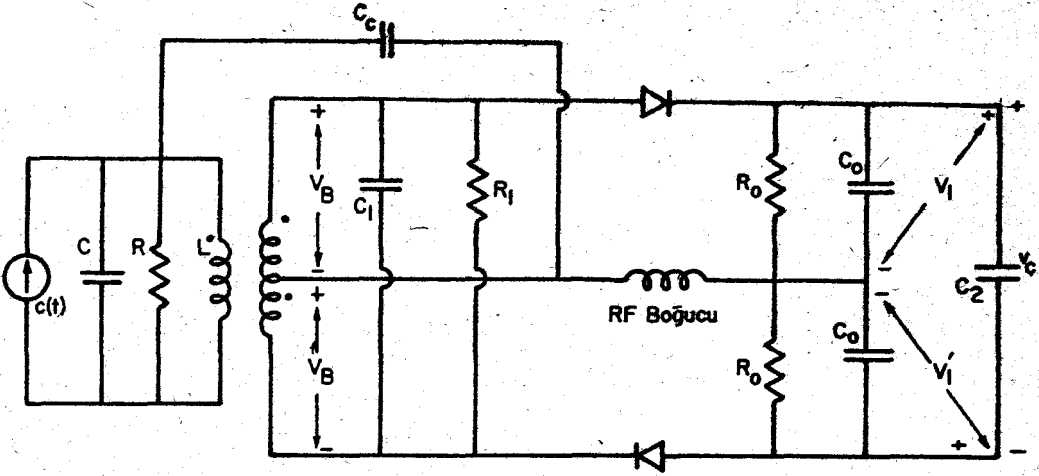 Cc
+
+
+
VB
C1
R1
Ro
Co
V1
C
R
L
c(t)
-
+
-
-
vc
C2
RF Boğucu
VB
Ro
Co
V1'
-
+
-